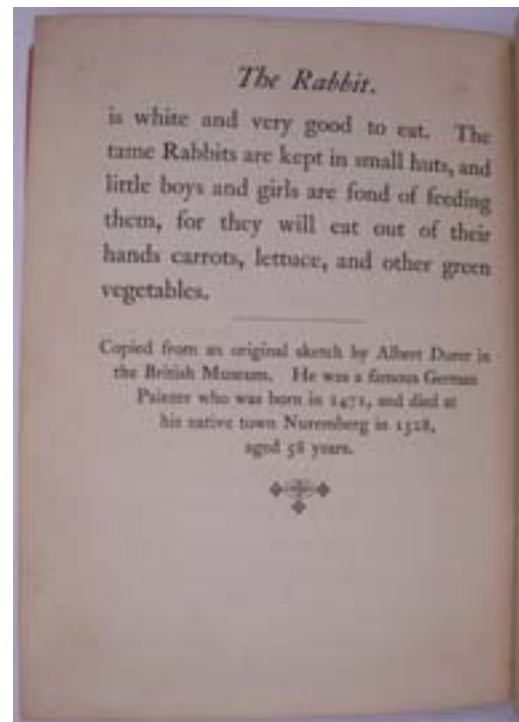 The Rabbit.
is white and very good to eat. The
tame Rabbits are kept in small huts, and
little boys and girls are fond of feeding
them, for they will eat out of their
hands carrots, lettuce, and other green
vegetables.
Copied from an original sketch by Albert Durer in
the British Museum. He was a famous German
Painter who was born in 1471, and died at
his native town Nuremberg in 1528,
aged 58 years.